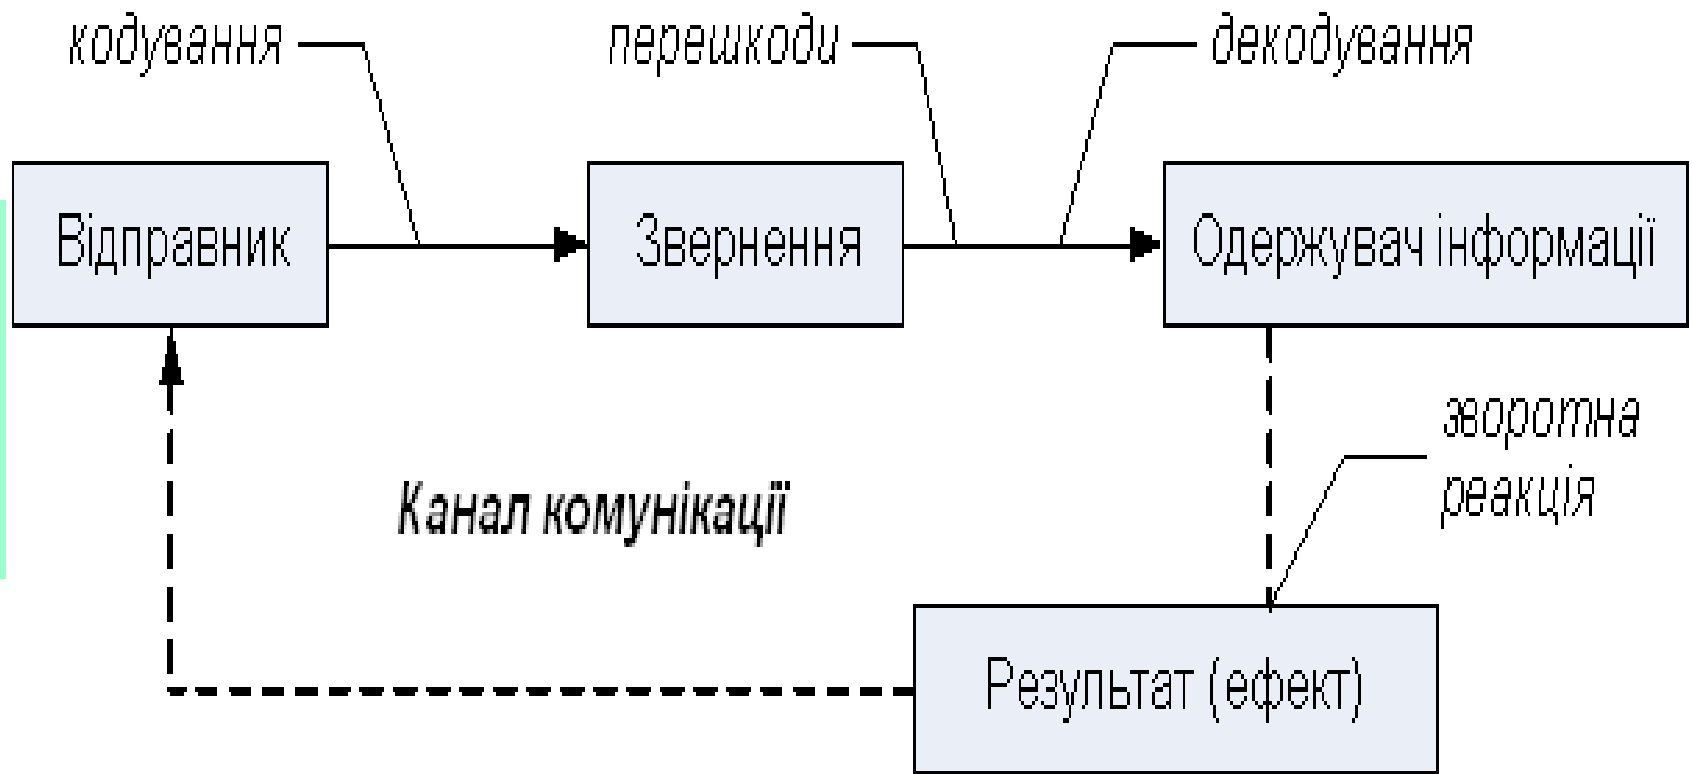 кодування
перешкоди
декодування
Відправник
Звернення
Одержувач інформації
зворотна
реакція
Канал комунікації
Результат (ефект)